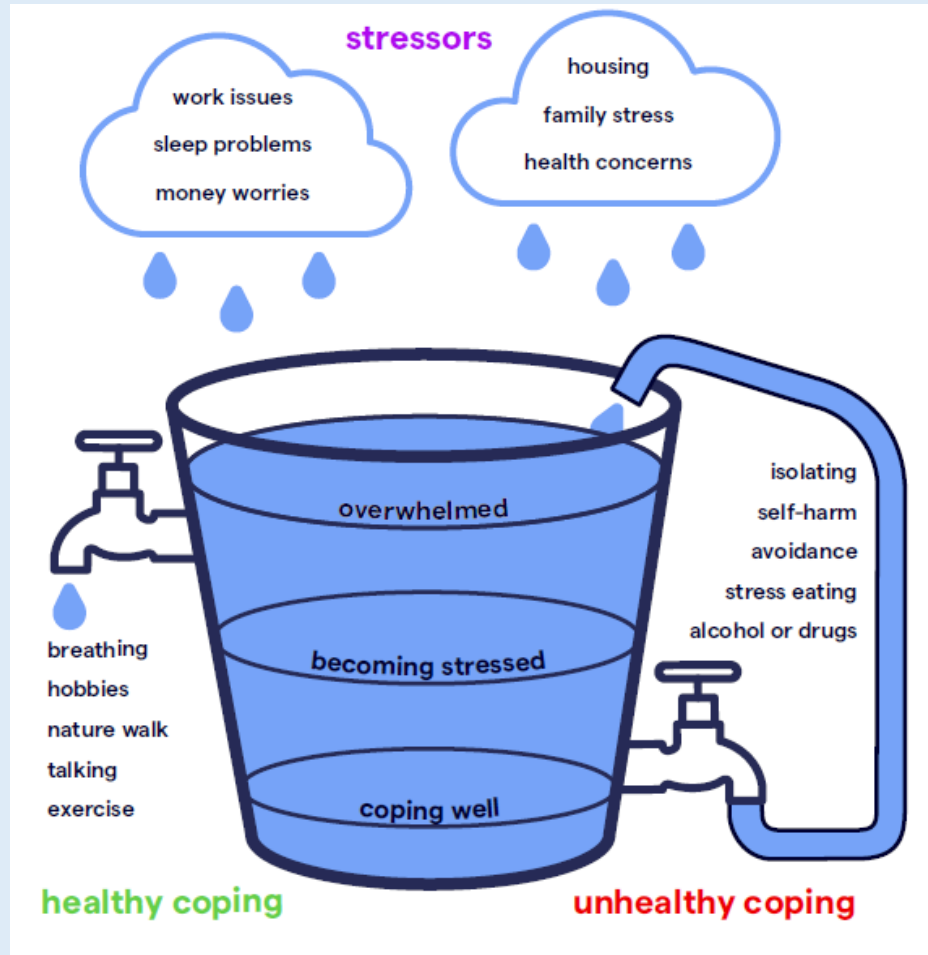 stressors
work issues
sleep problems
money worries
housing
family stress
health concerns
overwhelmed
becoming stressed
coping well
breathing
hobbies
nature walk
talking
exercise
healthy coping
isolating
self-harm
avoidance
stress eating
alcohol or drugs
unhealthy coping